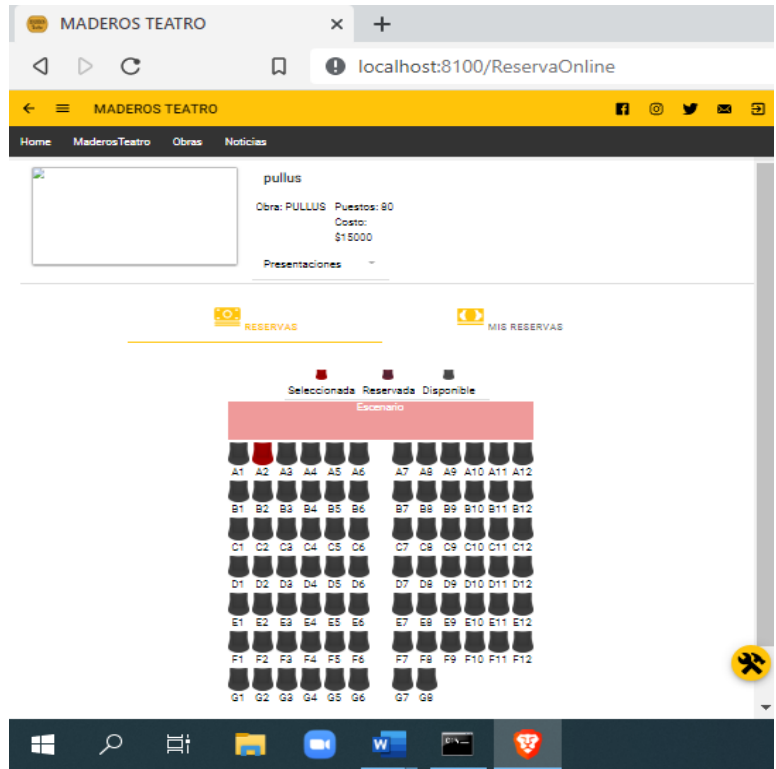 MADEROS TEATRO
localhost:8100/ReservaOnline
MADEROS TEATRO
Home MaderosTeatro Obras Noticias
pullus
Obra: PULLUS Puestos: 80
Costo:
$15000
Presentaciones
RESERVAS MIS RESERVAS
Seleccionada Reservada Disponible
Escenario
A1 A2 A3 A4 A5 A6 A7 A8 A9 A10 A11 A12
B1 B2 B3 B4 B5 B6 B7 B8 B9 B10 B11 B12
C1 C2 C3 C4 C5 C6 C7 C8 C9 C10 C11 C12
D1 D2 D3 D4 D5 D6 D7 D8 D9 D10 D11 D12
E1 E2 E3 E4 E5 E6 E7 E8 E9 E10 E11 E12
F1 F2 F3 F4 F5 F6 F7 F8 F9 F10 F11 F12
G1 G2 G3 G4 G5 G6 G7 G8